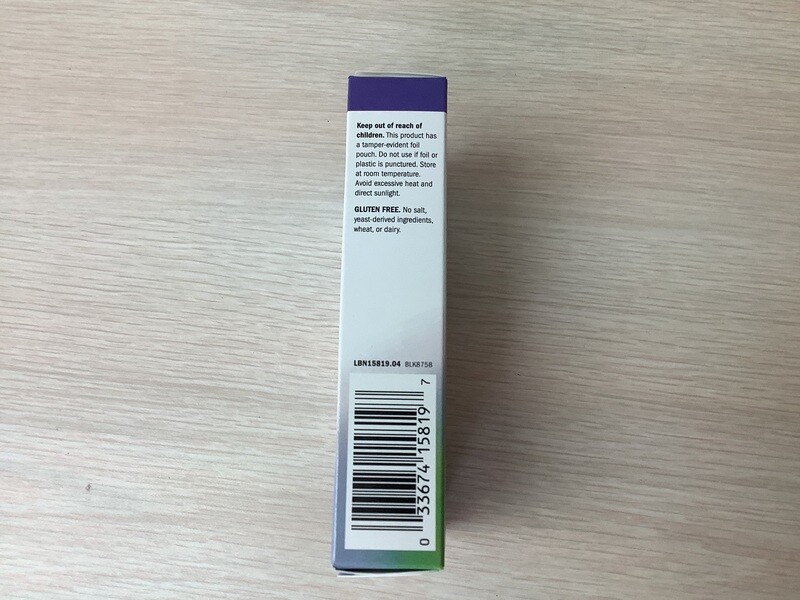 Keep out of reach of
children. This product has
a tamper-evident foil
pouch. Do not use if foil or
plastic is punctured. Store
at room temperature.
Avoid excessive heat and
direct sunlight.
GLUTEN FREE. No salt,
yeast-derived ingredients,
wheat, or dairy.
LBN15819.04 BLK8758
0 33674 15819 7